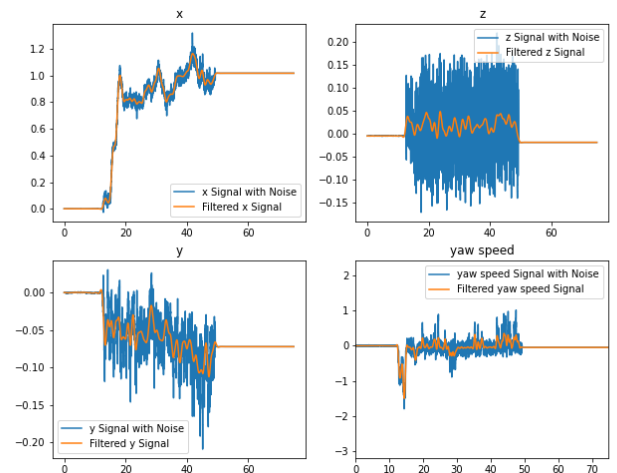 x
1.2
1.0
0.8
0.6
0.4
0.2
0.0
x Signal with Noise
Filtered x Signal
0 20 40 60
z
0.20
0.15
0.10
0.05
0.00
−0.05
−0.10
−0.15
z Signal with Noise
Filtered z Signal
0 20 40 60
y
0.00
−0.05
−0.10
−0.15
−0.20
y Signal with Noise
Filtered y Signal
0 20 40 60
yaw speed
2
1
0
−1
−2
−3
yaw speed Signal with Noise
Filtered yaw speed Signal
0 10 20 30 40 50 60 70